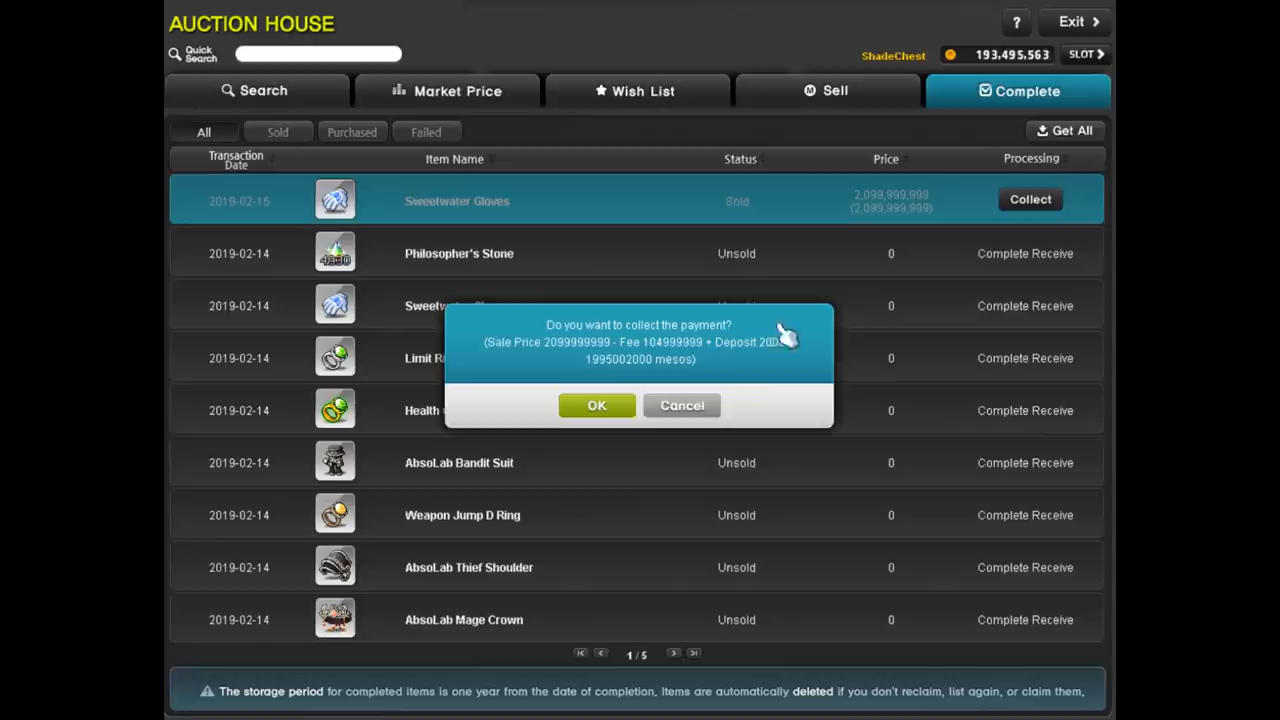 AUCTION HOUSE
?
Exit >
Quick Search
ShadeChest
193,495,563
SLOT >
Search
Market Price
Wish List
Sell
Complete
All
Sold
Purchased
Failed
Get All
Transaction Date
Item Name
Status
Price
Processing
2019-02-16
Sweetwater Gloves
Sold
2,099,999,999
(2,099,999,999)
Collect
2019-02-14
4830
Philosopher's Stone
Unsold
0
Complete Receive
2019-02-14
0
Complete Receive
Do you want to collect the payment?
(Sale Price 2099999999 - Fee 104999999 + Deposit
1995002000 mesos)
OK
Cancel
2019-02-14
Limit
0
Complete Receive
2019-02-14
Health
0
Complete Receive
2019-02-14
AbsoLab Bandit Suit
Unsold
0
Complete Receive
2019-02-14
Weapon Jump D Ring
Unsold
0
Complete Receive
2019-02-14
AbsoLab Thief Shoulder
Unsold
0
Complete Receive
2019-02-14
AbsoLab Mage Crown
Unsold
0
Complete Receive
1 / 5
The storage period for completed items is one year from the date of completion. Items are automatically deleted if you don't reclaim, list again, or claim them.